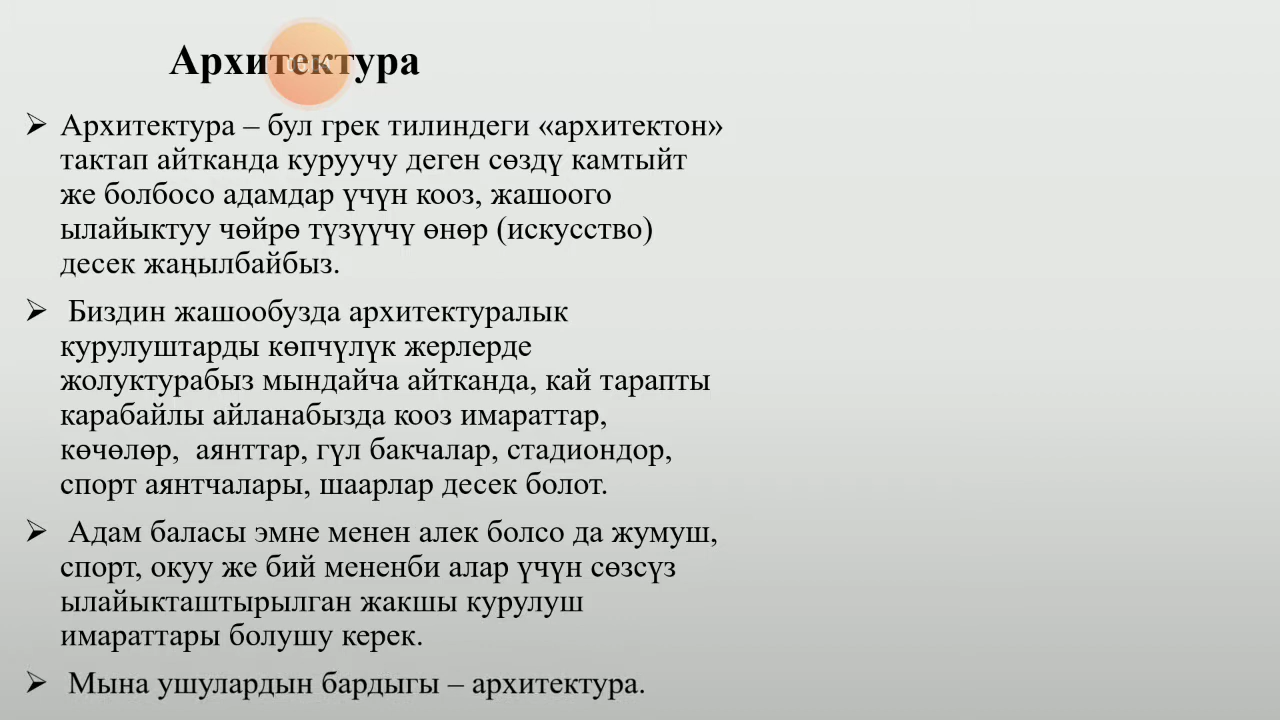 Архитектура
➢ Архитектура – бул грек тилиндеги «архитектон»
тактап айтканда куруучу деген сөздү камтыйт
же болбосо адамдар үчүн кооз, жашоого
ылайыктуу чөйрө түзүүчү өнөр (искусство)
десек жаңылбайбыз.
➢ Биздин жашообузда архитектуралык
курулуштарды көпчүлүк жерлерде
жолуктурабыз мындайча айтканда, кай тарапты
карабайлы айланабызда кооз имараттар,
көчөлөр, аянттар, гүл бакчалар, стадиондор,
спорт аянтчалары, шаарлар десек болот.
➢ Адам баласы эмне менен алек болсо да жумуш,
спорт, окуу же бий мененби алар үчүн сөзсүз
ылайыкташтырылган жакшы курулуш
имараттары болушу керек.
➢ Мына ушулардын бардыгы – архитектура.